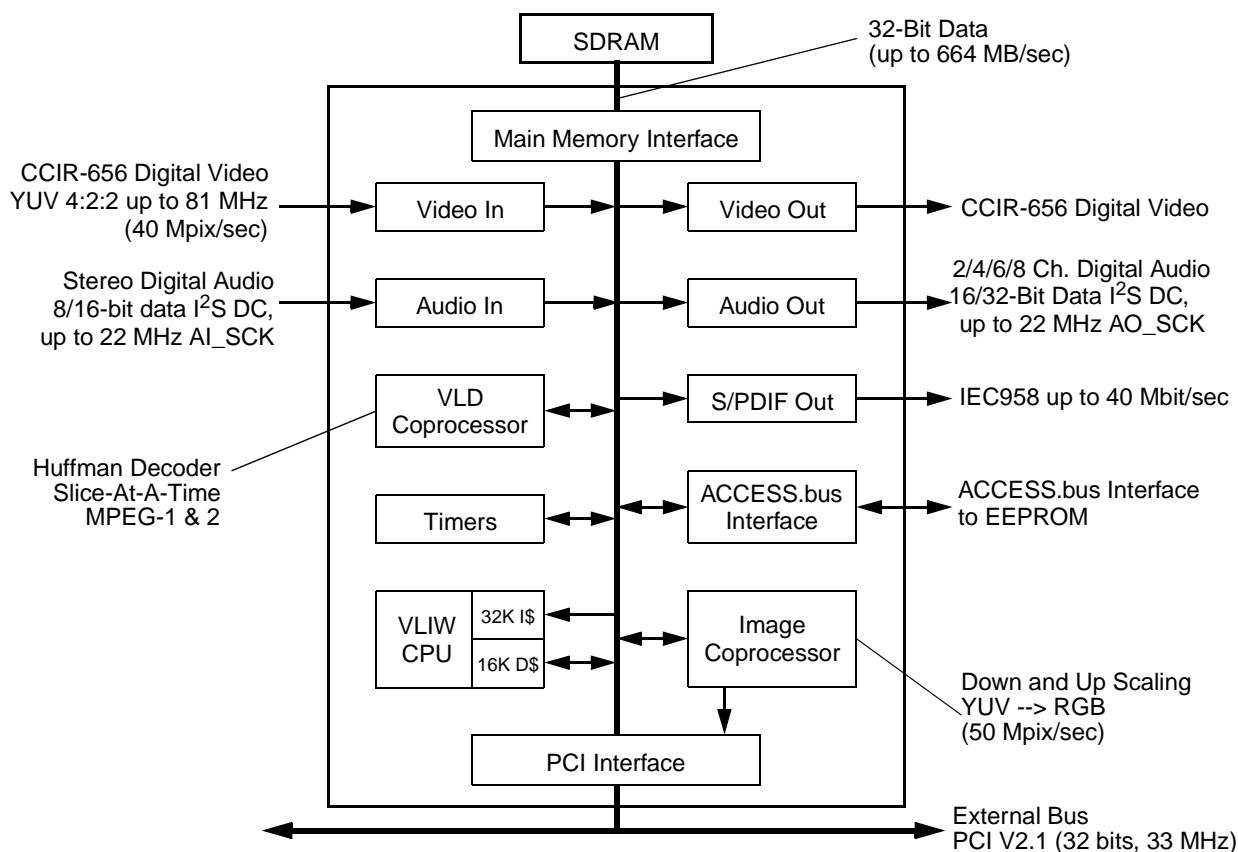 SDRAM
32-Bit Data
(up to 664 MB/sec)
Main Memory Interface
CCIR-656 Digital Video
YUV 4:2:2 up to 81 MHz
(40 Mpix/sec)
Video In
Video Out
CCIR-656 Digital Video
Stereo Digital Audio
8/16-bit data I²S DC,
up to 22 MHz AI_SCK
Audio In
Audio Out
2/4/6/8 Ch. Digital Audio
16/32-Bit Data I²S DC,
up to 22 MHz AO_SCK
VLD
Coprocessor
S/PDIF Out
IEC958 up to 40 Mbit/sec
Huffman Decoder
Slice-At-A-Time
MPEG-1 & 2
Timers
ACCESS.bus
Interface
ACCESS.bus Interface
to EEPROM
VLIW
CPU
32K I$
16K D$
Image
Coprocessor
Down and Up Scaling
YUV --> RGB
(50 Mpix/sec)
PCI Interface
External Bus
PCI V2.1 (32 bits, 33 MHz)